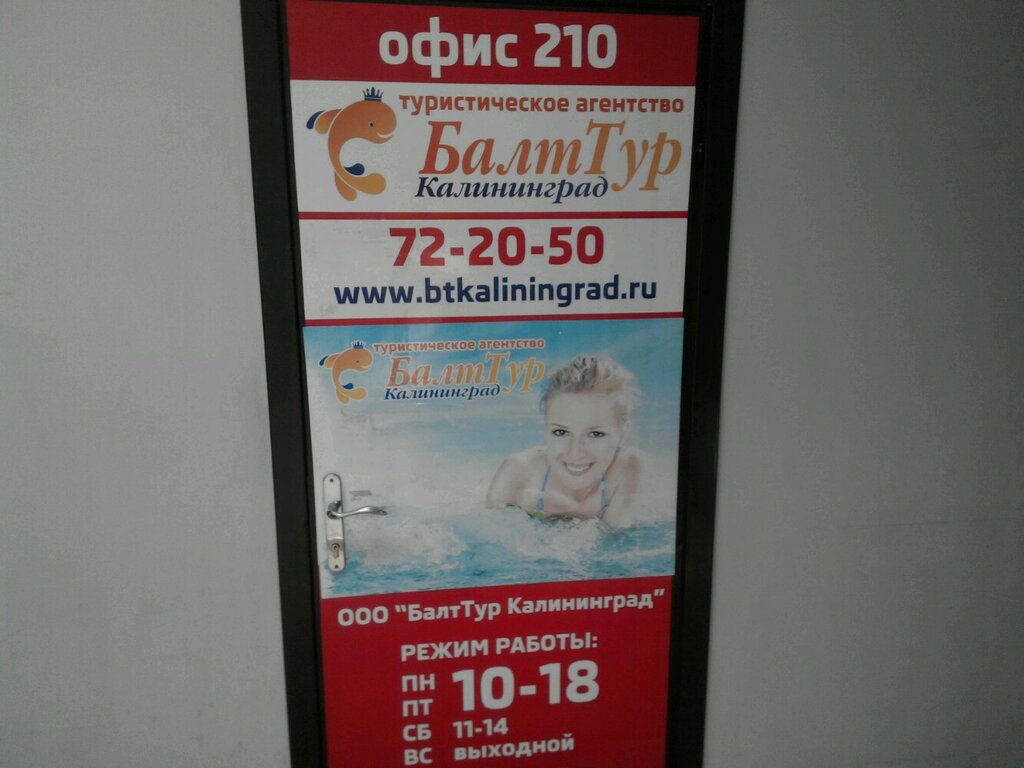 офис 210
туристическое агентство
БалтТур
Калининград
72-20-50
www.btkaliningrad.ru
туристическое агентство
БалтТур
Калининград
ООО “БалтТур Калининград”
РЕЖИМ РАБОТЫ:
ПН
ПТ 10-18
СБ 11-14
ВС выходной